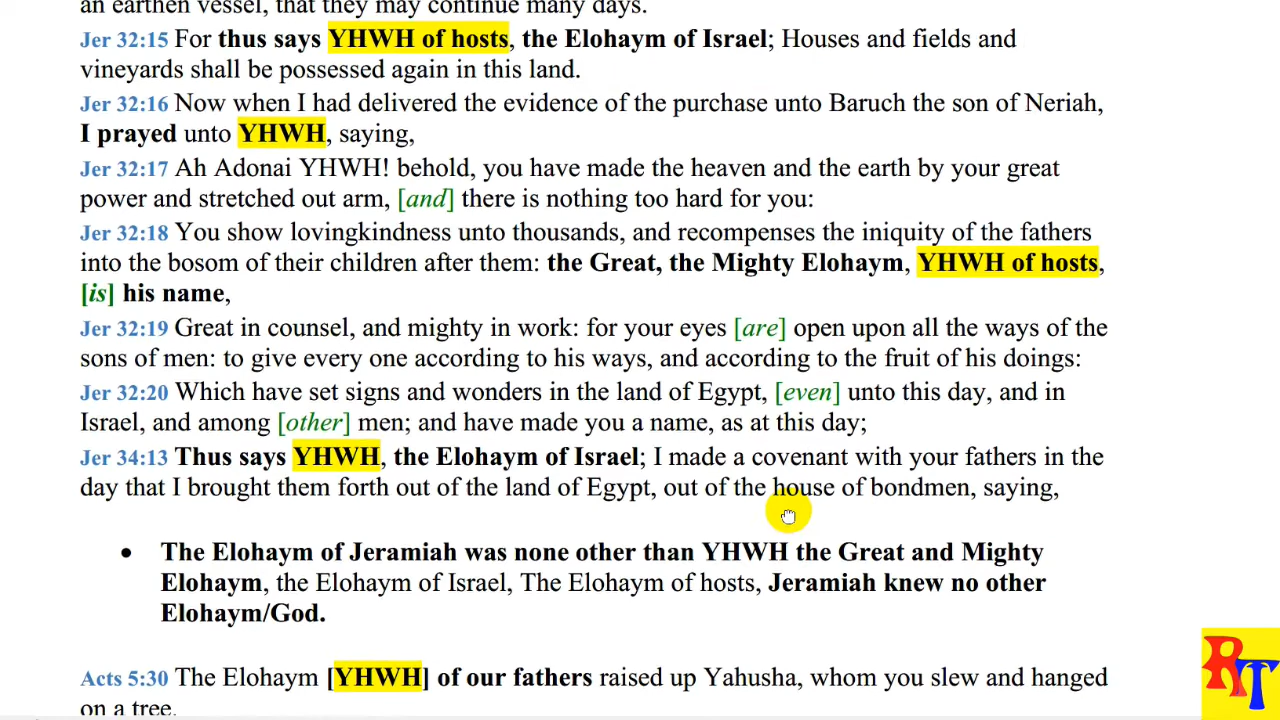 an earthen vessel, that they may continue many days.
Jer 32:15 For thus says YHWH of hosts, the Elohaym of Israel; Houses and fields and
vineyards shall be possessed again in this land.
Jer 32:16 Now when I had delivered the evidence of the purchase unto Baruch the son of Neriah,
I prayed unto YHWH, saying,
Jer 32:17 Ah Adonai YHWH! behold, you have made the heaven and the earth by your great
power and stretched out arm, [and] there is nothing too hard for you:
Jer 32:18 You show lovingkindness unto thousands, and recompenses the iniquity of the fathers
into the bosom of their children after them: the Great, the Mighty Elohaym, YHWH of hosts,
[is] his name,
Jer 32:19 Great in counsel, and mighty in work: for your eyes [are] open upon all the ways of the
sons of men: to give every one according to his ways, and according to the fruit of his doings:
Jer 32:20 Which have set signs and wonders in the land of Egypt, [even] unto this day, and in
Israel, and among [other] men; and have made you a name, as at this day;
Jer 34:13 Thus says YHWH, the Elohaym of Israel; I made a covenant with your fathers in the
day that I brought them forth out of the land of Egypt, out of the house of bondmen, saying,
• The Elohaym of Jeramiah was none other than YHWH the Great and Mighty
Elohaym, the Elohaym of Israel, The Elohaym of hosts, Jeramiah knew no other
Elohaym/God.
Acts 5:30 The Elohaym [YHWH] of our fathers raised up Yahusha, whom you slew and hanged
on a tree.
RT